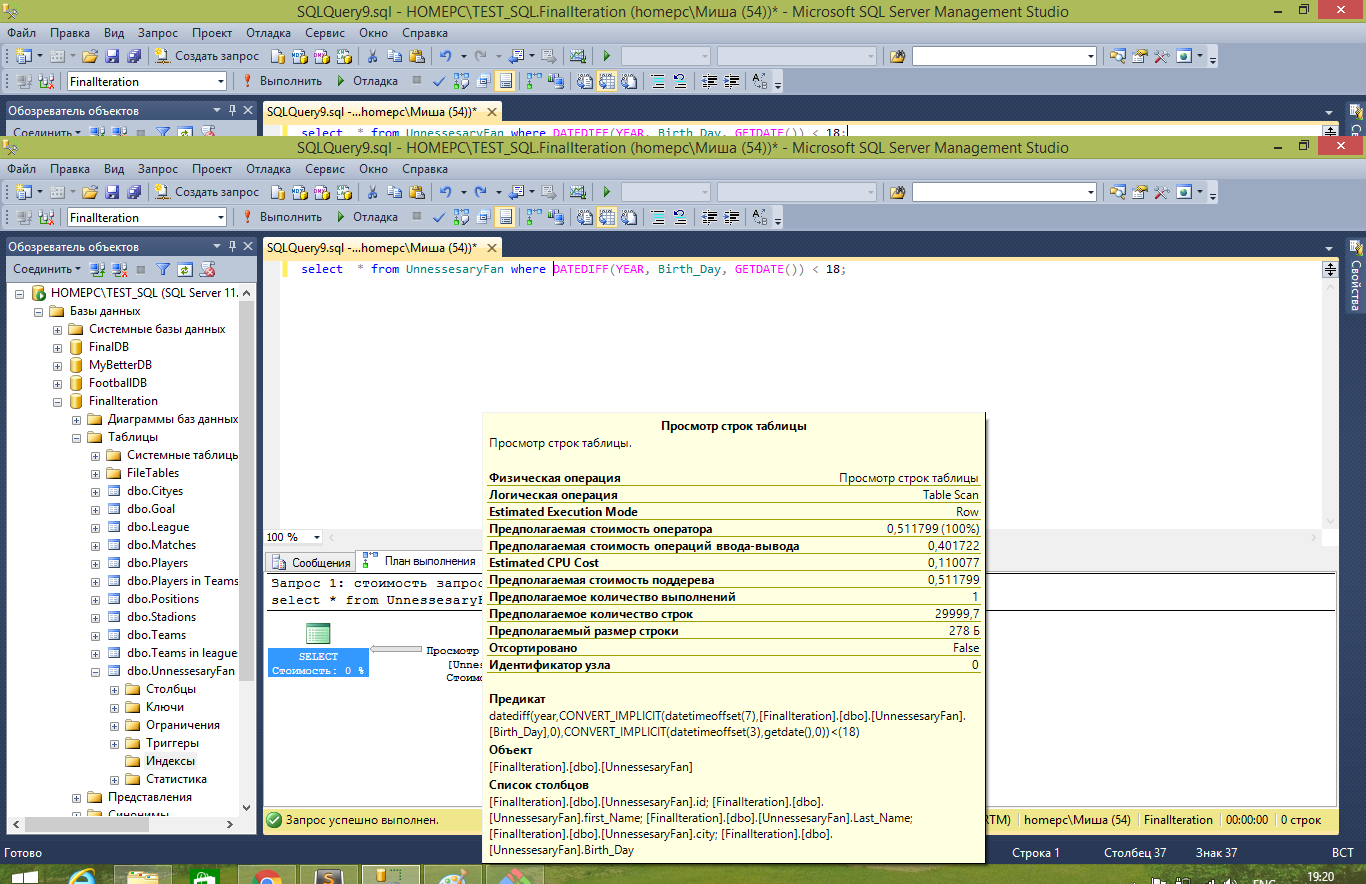 SQLQuery9.sql - HOMEPC\TEST_SQL.FinalIteration (homepc\Миша (54))* - Microsoft SQL Server Management Studio
Файл Правка Вид Запрос Проект Отладка Сервис Окно Справка
Создать запрос
FinalIteration Выполнить Отладка
Обозреватель объектов SQLQuery9.sql -...homepc\Миша (54))*
Соединить select * from UnnessesaryFan where DATEDIFF(YEAR, Birth_Day, GETDATE()) < 18;
SQLQuery9.sql - HOMEPC\TEST_SQL.FinalIteration (homepc\Миша (54))* - Microsoft SQL Server Management Studio
Файл Правка Вид Запрос Проект Отладка Сервис Окно Справка
Создать запрос
FinalIteration Выполнить Отладка
Обозреватель объектов SQLQuery9.sql -...homepc\Миша (54))*
Соединить select * from UnnessesaryFan where DATEDIFF(YEAR, Birth_Day, GETDATE()) < 18;
Свойства
HOMEPC\TEST_SQL (SQL Server 11.
Базы данных
Системные базы данных
FinalDB
MyBetterDB
FootballDB
FinalIteration
Диаграммы баз данных
Таблицы
Системные таблиць
FileTables
dbo.Cityes
dbo.Goal
dbo.League
dbo.Matches
dbo.Players
dbo.Players in Teams
dbo.Positions
dbo.Stadions
dbo.Teams
dbo.Teams in league
dbo.UnnessesaryFan
Столбцы
Ключи
Ограничения
Триггеры
Индексы
Статистика
Представления
Синонимы
100 %
Сообщения План выполнения
Запрос 1: стоимость запрос
select * from UnnessesaryF
SELECT
Стоимость: 0 %
Просмотр
[Unnes
Стоим
Просмотр строк таблицы
Просмотр строк таблицы.
Физическая операция Просмотр строк таблицы
Логическая операция Table Scan
Estimated Execution Mode Row
Предполагаемая стоимость оператора 0,511799 (100%)
Предполагаемая стоимость операций ввода-вывода 0,401722
Estimated CPU Cost 0,110077
Предполагаемая стоимость поддерева 0,511799
Предполагаемое количество выполнений 1
Предполагаемое количество строк 29999,7
Предполагаемый размер строки 278 Б
Отсортировано False
Идентификатор узла 0
Предикат
datediff(year,CONVERT_IMPLICIT(datetimeoffset(7),[FinalIteration].[dbo].[UnnessesaryFan].
[Birth_Day],0),CONVERT_IMPLICIT(datetimeoffset(3),getdate(),0))<(18)
Объект
[FinalIteration].[dbo].[UnnessesaryFan]
Список столбцов
[FinalIteration].[dbo].[UnnessesaryFan].id; [FinalIteration].[dbo].
[UnnessesaryFan].first_Name; [FinalIteration].[dbo].[UnnessesaryFan].Last_Name;
[FinalIteration].[dbo].[UnnessesaryFan].city; [FinalIteration].[dbo].
[UnnessesaryFan].Birth_Day
Запрос успешно выполнен. RTM) homepc\Миша (54) FinalIteration 00:00:00 0 строк
Готово Строка 1 Столбец 37 Знак 37 ВСТ
ENG 19:20